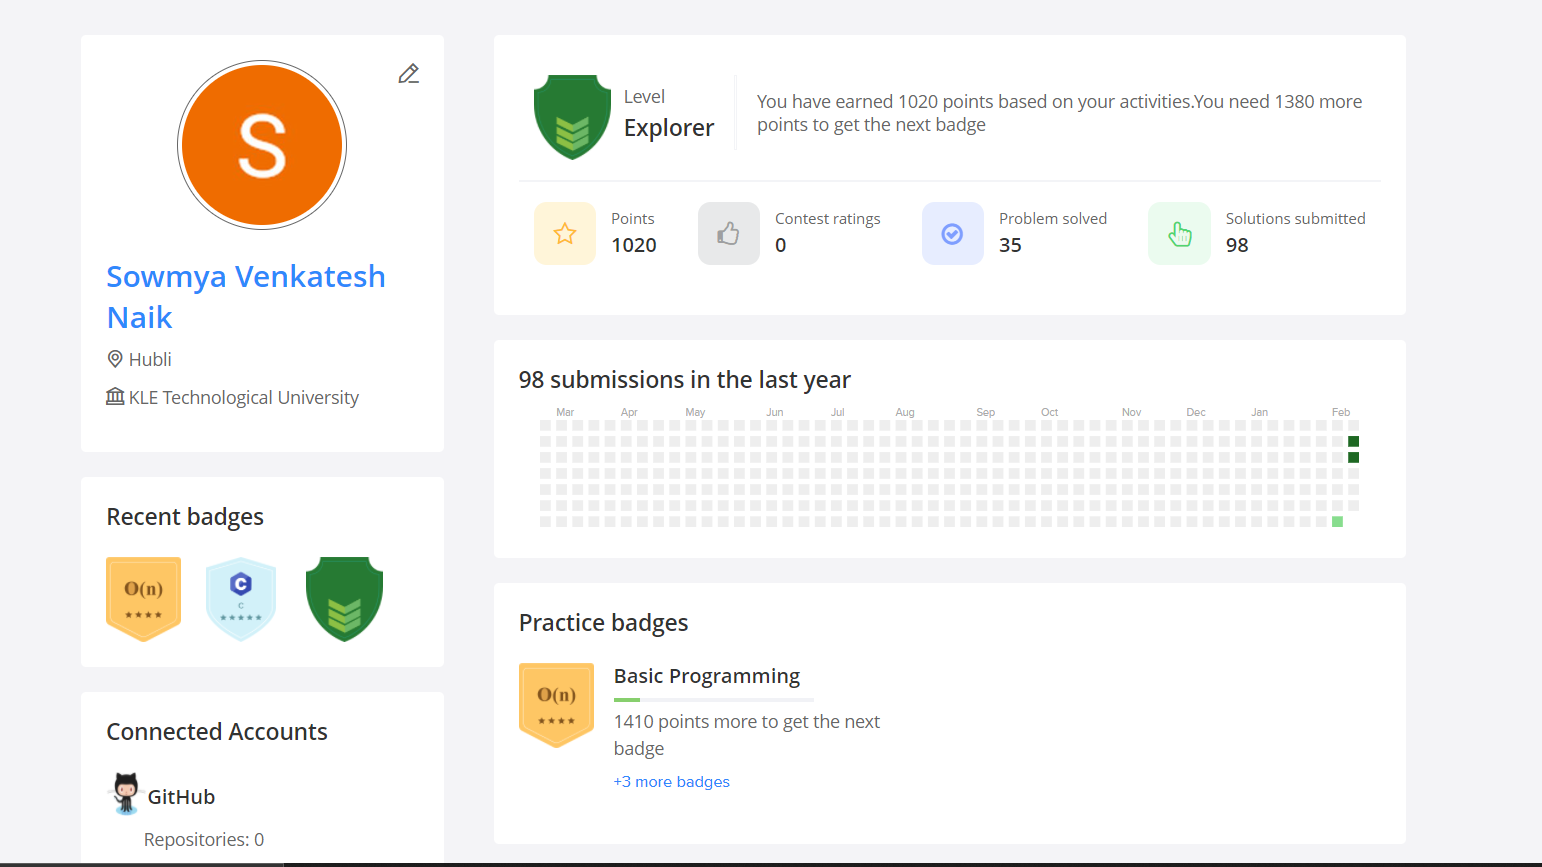 S
Sowmya Venkatesh
Naik
Hubli
KLE Technological University
Recent badges
O(n)
★★★★
C
C
★★★★★
Connected Accounts
GitHub
Repositories: 0
Level
Explorer
You have earned 1020 points based on your activities.You need 1380 more
points to get the next badge
Points
1020
Contest ratings
0
Problem solved
35
Solutions submitted
98
98 submissions in the last year
Mar Apr May Jun Jul Aug Sep Oct Nov Dec Jan Feb
Practice badges
O(n)
★★★★
Basic Programming
1410 points more to get the next
badge
+3 more badges